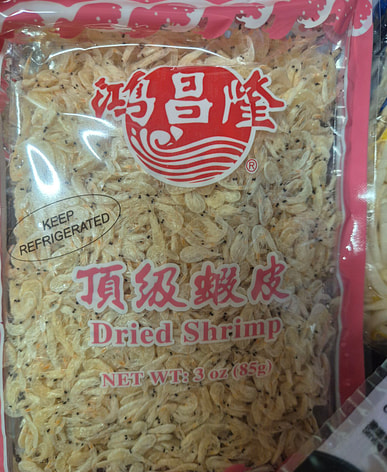 鴻昌隆
®
KEEP
REFRIGERATED
頂級蝦皮
Dried Shrimp
NET WT: 3 oz (85g)